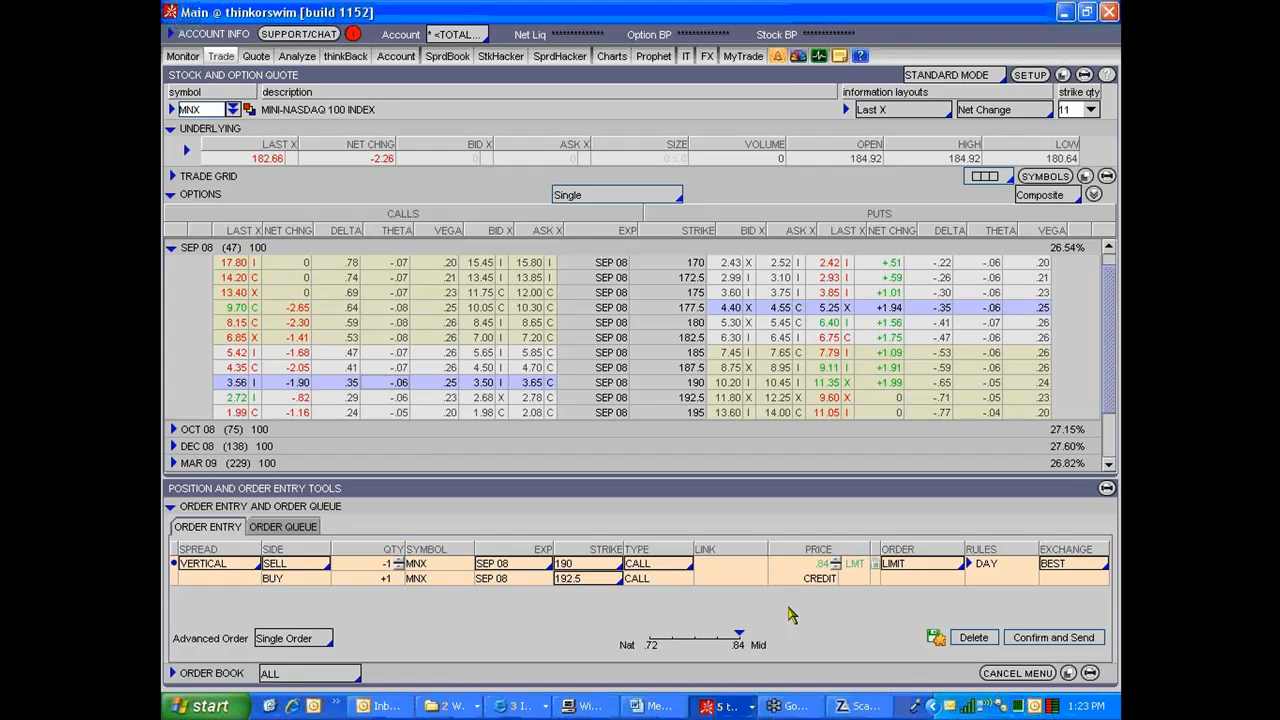 Main @ thinkorswim [build 1152]
ACCOUNT INFO SUPPORT/CHAT Account * <TOTAL... Net Liq ************* Option BP ************* Stock BP *************
Monitor Trade Quote Analyze thinkBack Account SprdBook StkHacker SprdHacker Charts Prophet IT FX MyTrade
STOCK AND OPTION QUOTE STANDARD MODE SETUP
symbol description information layouts strike qty
MNX MINI-NASDAQ 100 INDEX Last X Net Change 11
UNDERLYING
LAST X NET CHNG BID X ASK X SIZE VOLUME OPEN HIGH LOW
182.66 -2.26 0 0 0 x 0 0 184.92 184.92 180.64
TRADE GRID SYMBOLS
OPTIONS Single Composite
CALLS PUTS
LAST X NET CHNG DELTA THETA VEGA BID X ASK X EXP STRIKE BID X ASK X LAST X NET CHNG DELTA THETA VEGA
SEP 08 (47) 100 26.54%
17.80 I 0 .78 -.07 .20 15.45 I 15.80 I SEP 08 170 2.43 X 2.52 I 2.42 I +.51 -.22 -.06 .20
14.20 C 0 .74 -.07 .21 13.45 I 13.85 I SEP 08 172.5 2.99 I 3.10 I 2.93 I +.59 -.26 -.06 .21
13.40 X 0 .69 -.07 .23 11.75 C 12.00 C SEP 08 175 3.60 I 3.75 I 3.85 I +1.01 -.30 -.06 .23
9.70 C -2.65 .64 -.08 .25 10.05 C 10.30 C SEP 08 177.5 4.40 X 4.55 C 5.25 X +1.94 -.35 -.06 .25
8.15 C -2.30 .59 -.08 .26 8.45 I 8.65 C SEP 08 180 5.30 X 5.45 C 6.40 I +1.56 -.41 -.07 .26
6.85 X -1.41 .53 -.08 .26 7.00 I 7.20 C SEP 08 182.5 6.30 I 6.45 I 6.75 C +1.75 -.47 -.07 .26
5.42 I -1.68 .47 -.07 .26 5.65 I 5.85 C SEP 08 185 7.45 I 7.65 C 7.79 I +1.09 -.53 -.07 .26
4.35 C -2.05 .41 -.07 .26 4.50 I 4.70 C SEP 08 187.5 8.75 X 8.95 I 9.11 I +1.91 -.59 -.06 .26
3.56 I -1.90 .35 -.06 .25 3.50 I 3.65 C SEP 08 190 10.20 I 10.45 I 11.35 X +1.99 -.65 -.05 .24
2.72 I -.82 .29 -.06 .23 2.68 X 2.78 C SEP 08 192.5 11.80 X 12.25 X 9.60 X 0 -.71 -.05 .23
1.99 C -1.16 .24 -.05 .20 1.98 C 2.08 C SEP 08 195 13.60 I 14.00 C 11.05 I 0 -.77 -.04 .20
OCT 08 (75) 100 27.15%
DEC 08 (138) 100 27.60%
MAR 09 (229) 100 26.82%
POSITION AND ORDER ENTRY TOOLS
ORDER ENTRY AND ORDER QUEUE
ORDER ENTRY ORDER QUEUE
SPREAD SIDE QTY SYMBOL EXP STRIKE TYPE LINK PRICE ORDER RULES EXCHANGE
VERTICAL SELL -1 MNX SEP 08 190 CALL .84 LMT LIMIT DAY BEST
BUY +1 MNX SEP 08 192.5 CALL CREDIT
Advanced Order Single Order Nat .72 .84 Mid Delete Confirm and Send
ORDER BOOK ALL CANCEL MENU
start Inb... 2 W... 3 I... Wi... Me... 5 t... Go... Sca... 1:23 PM